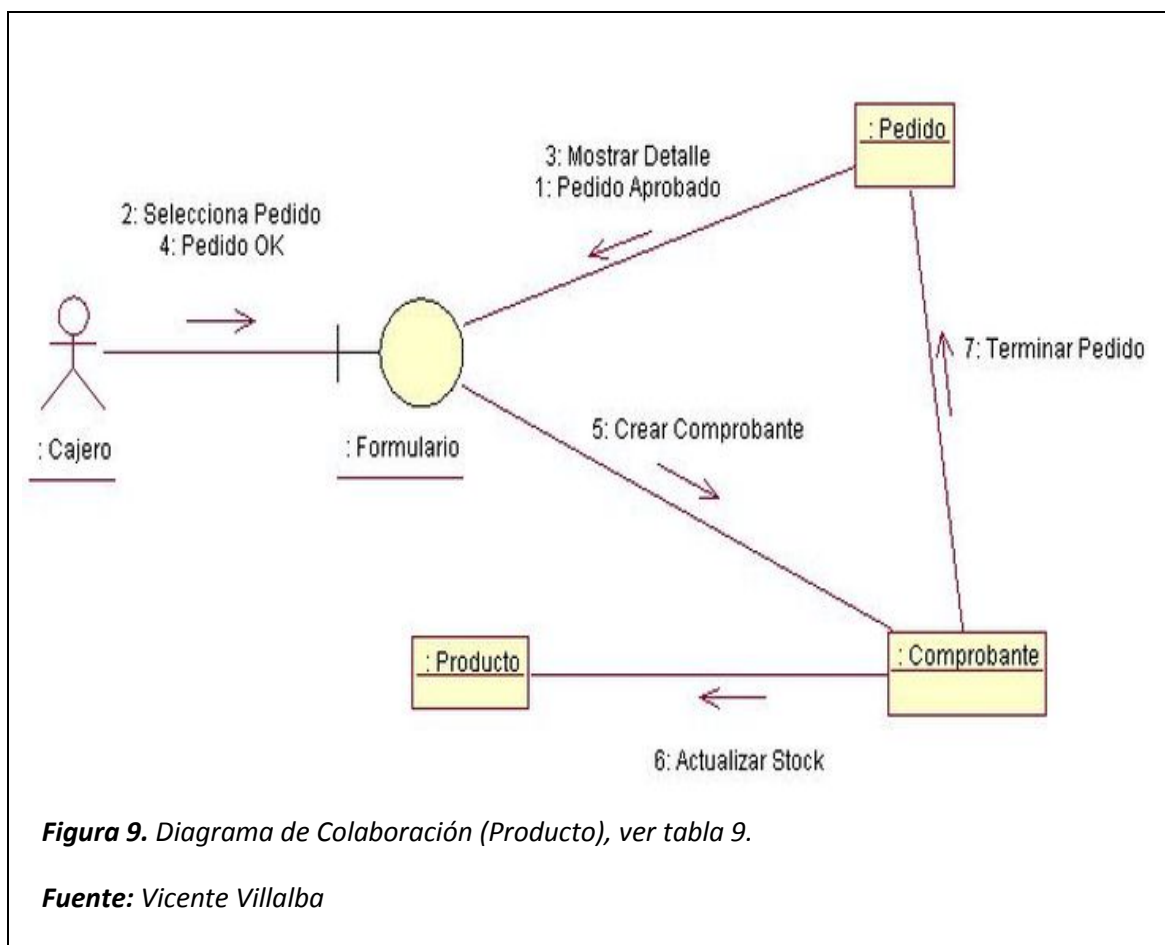 : Pedido
3: Mostrar Detalle
1: Pedido Aprobado
2: Selecciona Pedido
4: Pedido OK
7: Terminar Pedido
5: Crear Comprobante
: Cajero
: Formulario
: Producto
: Comprobante
6: Actualizar Stock
Figura 9. Diagrama de Colaboración (Producto), ver tabla 9.
Fuente: Vicente Villalba